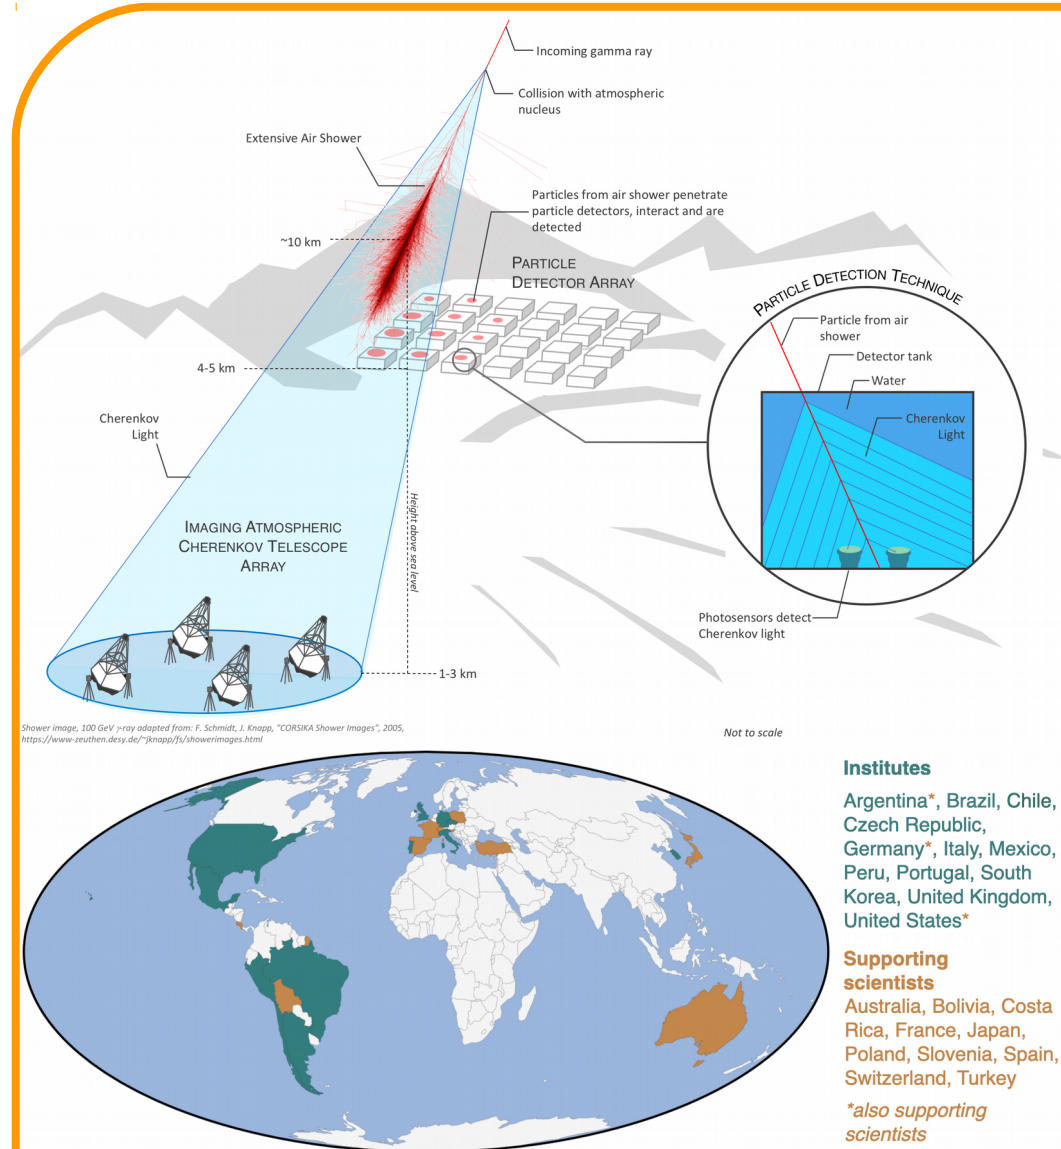 Incoming gamma ray
Collision with atmospheric
nucleus
Extensive Air Shower
Particles from air shower penetrate
particle detectors, interact and are
detected
~10 km
PARTICLE
DETECTOR ARRAY
PARTICLE DETECTION TECHNIQUE
Particle from air
shower
Detector tank
Water
Cherenkov
Light
4-5 km
Cherenkov
Light
Height above sea level
IMAGING ATMOSPHERIC
CHERENKOV TELESCOPE
ARRAY
Photosensors detect
Cherenkov light
1-3 km
Shower image, 100 GeV γ-ray adapted from: F. Schmidt, J. Knapp, "CORSIKA Shower Images", 2005,
https://www-zeuthen.desy.de/~jknapp/fs/showerimages.html
Not to scale
Institutes
Argentina*, Brazil, Chile,
Czech Republic,
Germany*, Italy, Mexico,
Peru, Portugal, South
Korea, United Kingdom,
United States*
Supporting
scientists
Australia, Bolivia, Costa
Rica, France, Japan,
Poland, Slovenia, Spain,
Switzerland, Turkey
*also supporting
scientists